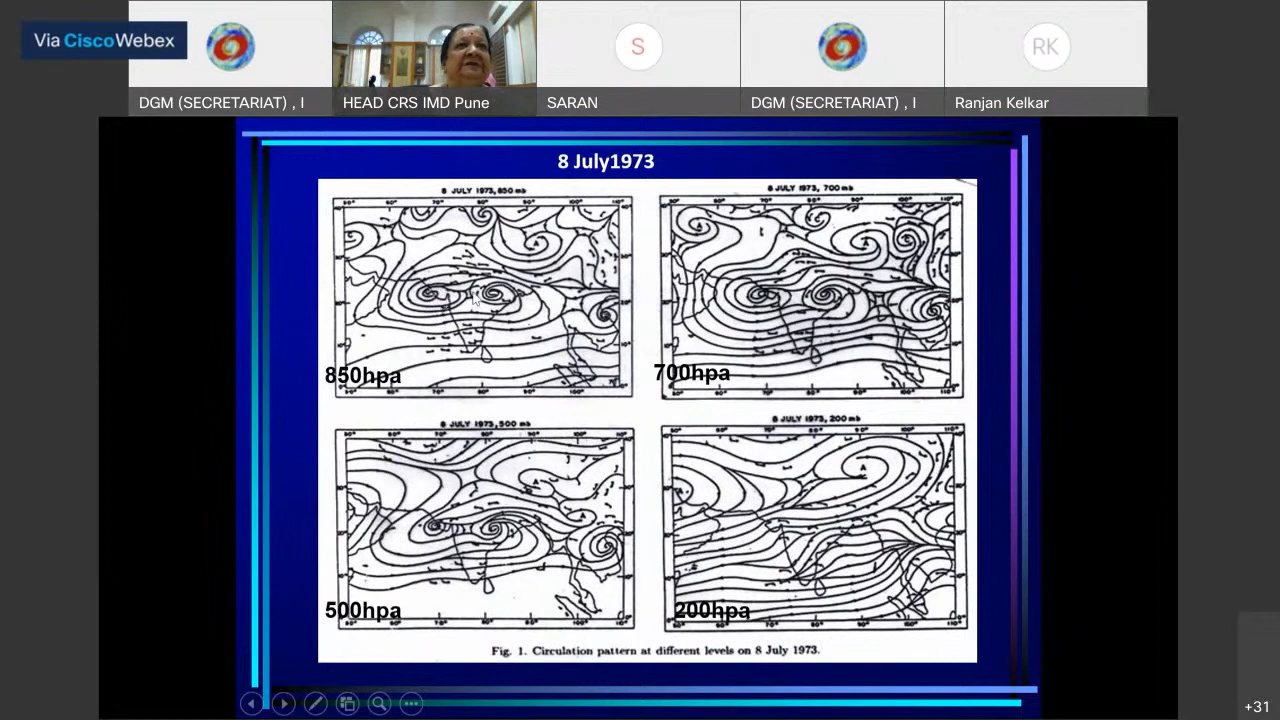 Via CiscoWebex
DGM (SECRETARIAT) , I
HEAD CRS IMD Pune
S
SARAN
DGM (SECRETARIAT) , I
RK
Ranjan Kelkar
8 July1973
8 JULY 1973, 850 mb
8 JULY 1973, 700 mb
850hpa
700hpa
8 JULY 1973, 500 mb
8 JULY 1973, 200 mb
500hpa
200hpa
Fig. 1. Circulation pattern at different levels on 8 July 1973.
+31